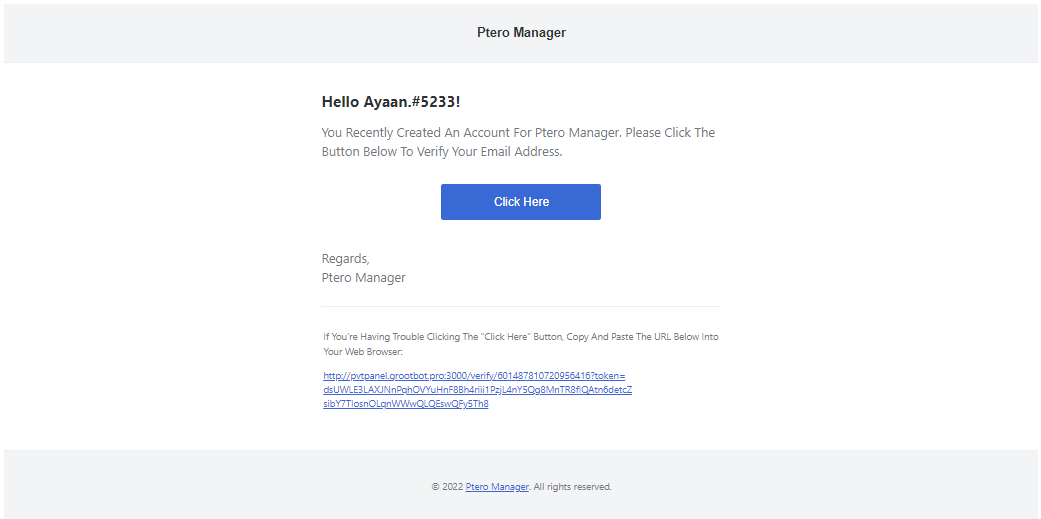 Ptero Manager
Hello Ayaan.#5233!
You Recently Created An Account For Ptero Manager. Please Click The
Button Below To Verify Your Email Address.
Click Here
Regards,
Ptero Manager
If You're Having Trouble Clicking The "Click Here" Button, Copy And Paste The URL Below Into
Your Web Browser:
http://pvtpanel.grootbot.pro:3000/verify/601487810720956416?token=
dsUWLE3LAXJNnPqhOVYuHnF8Bh4riii1PzjL4nY5Qg8MnTR8flQAtn6detcZ
sibY7TiosnOLqnWWwQLQEswQFy5Th8
© 2022 Ptero Manager. All rights reserved.